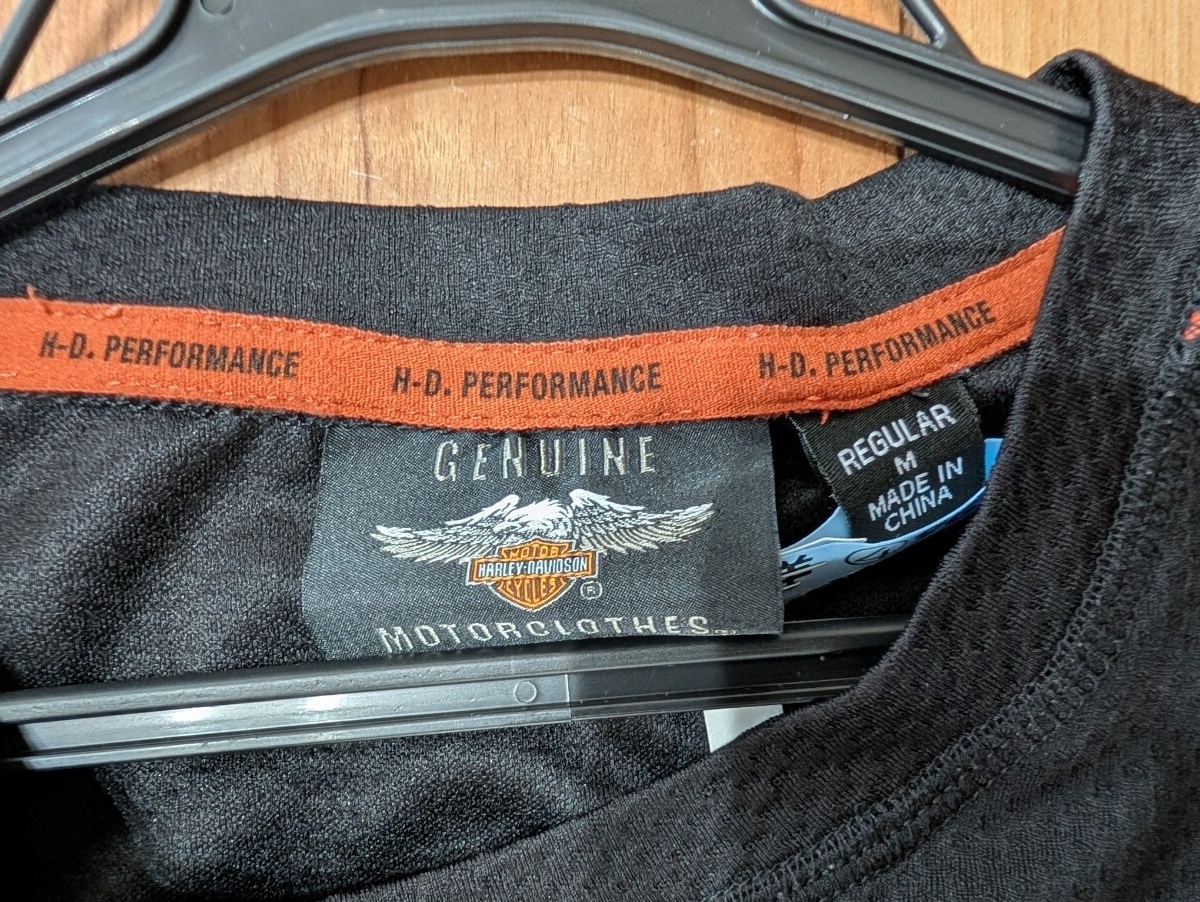 H-D. PERFORMANCE H-D. PERFORMANCE H-D. PERFORMANCE
GENUINE
MOTOR
HARLEY-DAVIDSON
CYCLES
®
MOTORCLOTHES
REGULAR
M
MADE IN
CHINA